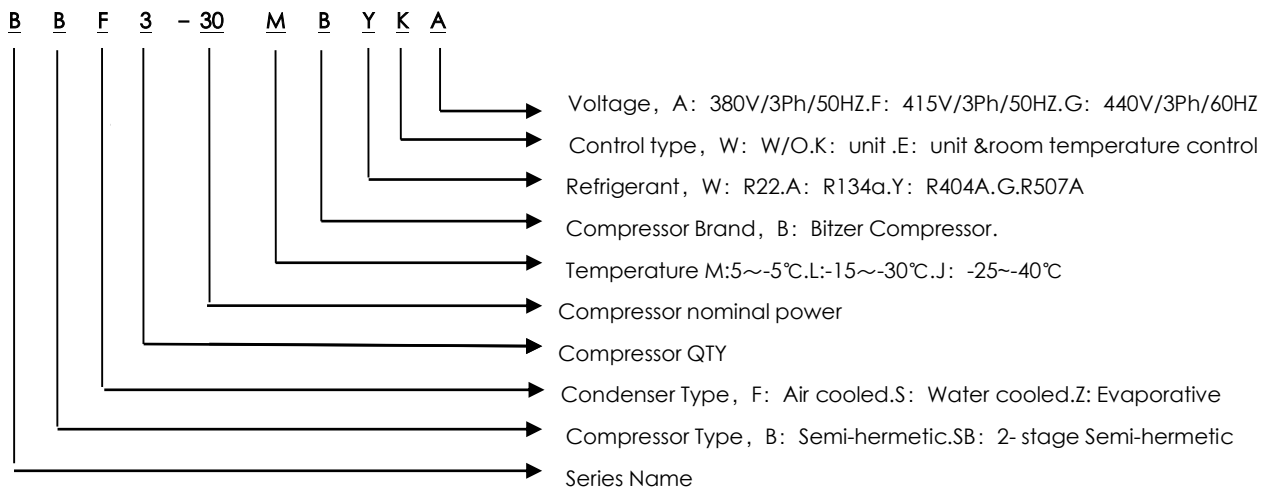 B B F 3 – 30 M B Y K A
Voltage，A：380V/3Ph/50HZ.F：415V/3Ph/50HZ.G：440V/3Ph/60HZ
Control type，W：W/O.K：unit .E：unit &room temperature control
Refrigerant，W：R22.A：R134a.Y：R404A.G.R507A
Compressor Brand，B：Bitzer Compressor.
Temperature M:5～-5℃.L:-15～-30℃.J：-25~-40℃
Compressor nominal power
Compressor QTY
Condenser Type，F：Air cooled.S：Water cooled.Z: Evaporative
Compressor Type，B：Semi-hermetic.SB：2- stage Semi-hermetic
Series Name